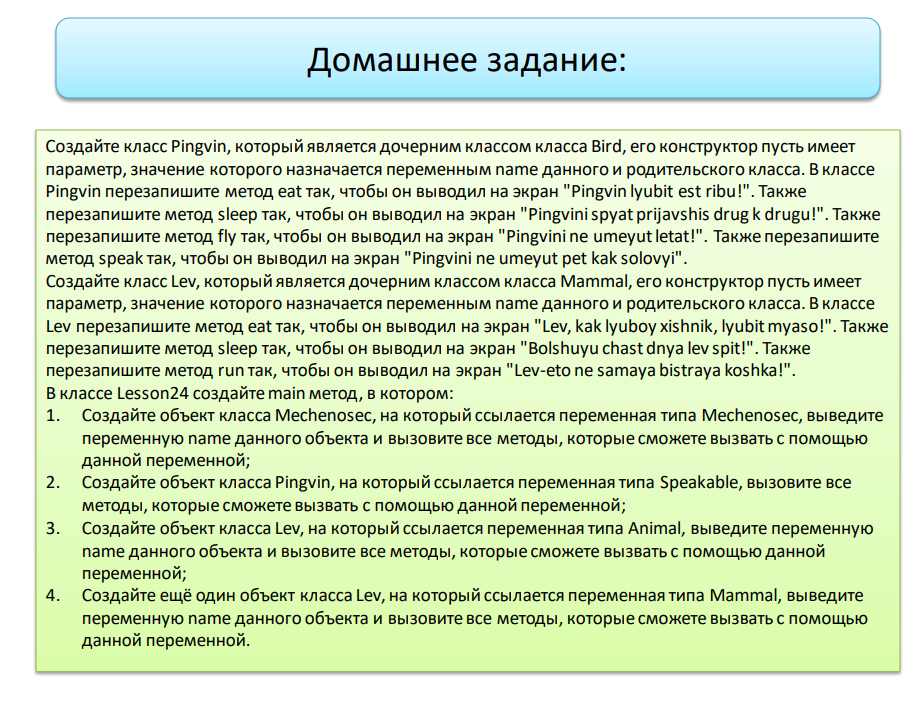 Домашнее задание:
Создайте класс Pingvin, который является дочерним классом класса Bird, его конструктор пусть имеет
параметр, значение которого назначается переменным name данного и родительского класса. В классе
Pingvin перезапишите метод eat так, чтобы он выводил на экран "Pingvin lyubit est ribu!". Также
перезапишите метод sleep так, чтобы он выводил на экран "Pingvini spyat prijavshis drug k drugu!". Также
перезапишите метод fly так, чтобы он выводил на экран "Pingvini ne umeyut letat!". Также перезапишите
метод speak так, чтобы он выводил на экран "Pingvini ne umeyut pet kak solovyi".
Создайте класс Lev, который является дочерним классом класса Mammal, его конструктор пусть имеет
параметр, значение которого назначается переменным name данного и родительского класса. В классе
Lev перезапишите метод eat так, чтобы он выводил на экран "Lev, kak lyuboy xishnik, lyubit myaso!". Также
перезапишите метод sleep так, чтобы он выводил на экран "Bolshuyu chast dnya lev spit!". Также
перезапишите метод run так, чтобы он выводил на экран "Lev-eto ne samaya bistraya koshka!".
В классе Lesson24 создайте main метод, в котором:
1. Создайте объект класса Mechenosec, на который ссылается переменная типа Mechenosec, выведите
переменную name данного объекта и вызовите все методы, которые сможете вызвать с помощью
данной переменной;
2. Создайте объект класса Pingvin, на который ссылается переменная типа Speakable, вызовите все
методы, которые сможете вызвать с помощью данной переменной;
3. Создайте объект класса Lev, на который ссылается переменная типа Animal, выведите переменную
name данного объекта и вызовите все методы, которые сможете вызвать с помощью данной
переменной;
4. Создайте ещё один объект класса Lev, на который ссылается переменная типа Mammal, выведите
переменную name данного объекта и вызовите все методы, которые сможете вызвать с помощью
данной переменной.